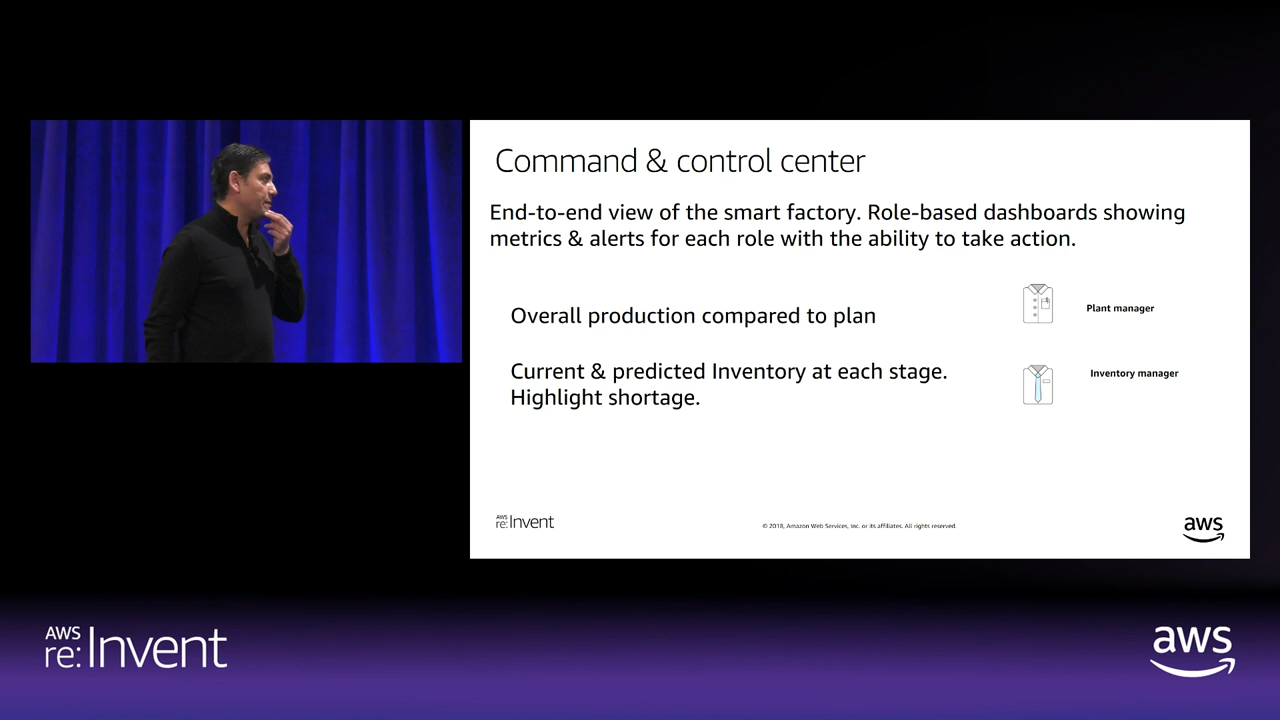 Command & control center
End-to-end view of the smart factory. Role-based dashboards showing
metrics & alerts for each role with the ability to take action.
Overall production compared to plan
Plant manager
Current & predicted Inventory at each stage.
Highlight shortage.
Inventory manager
AWS
re:Invent
© 2018, Amazon Web Services, Inc. or its affiliates. All rights reserved.
aws
AWS
re:Invent
aws